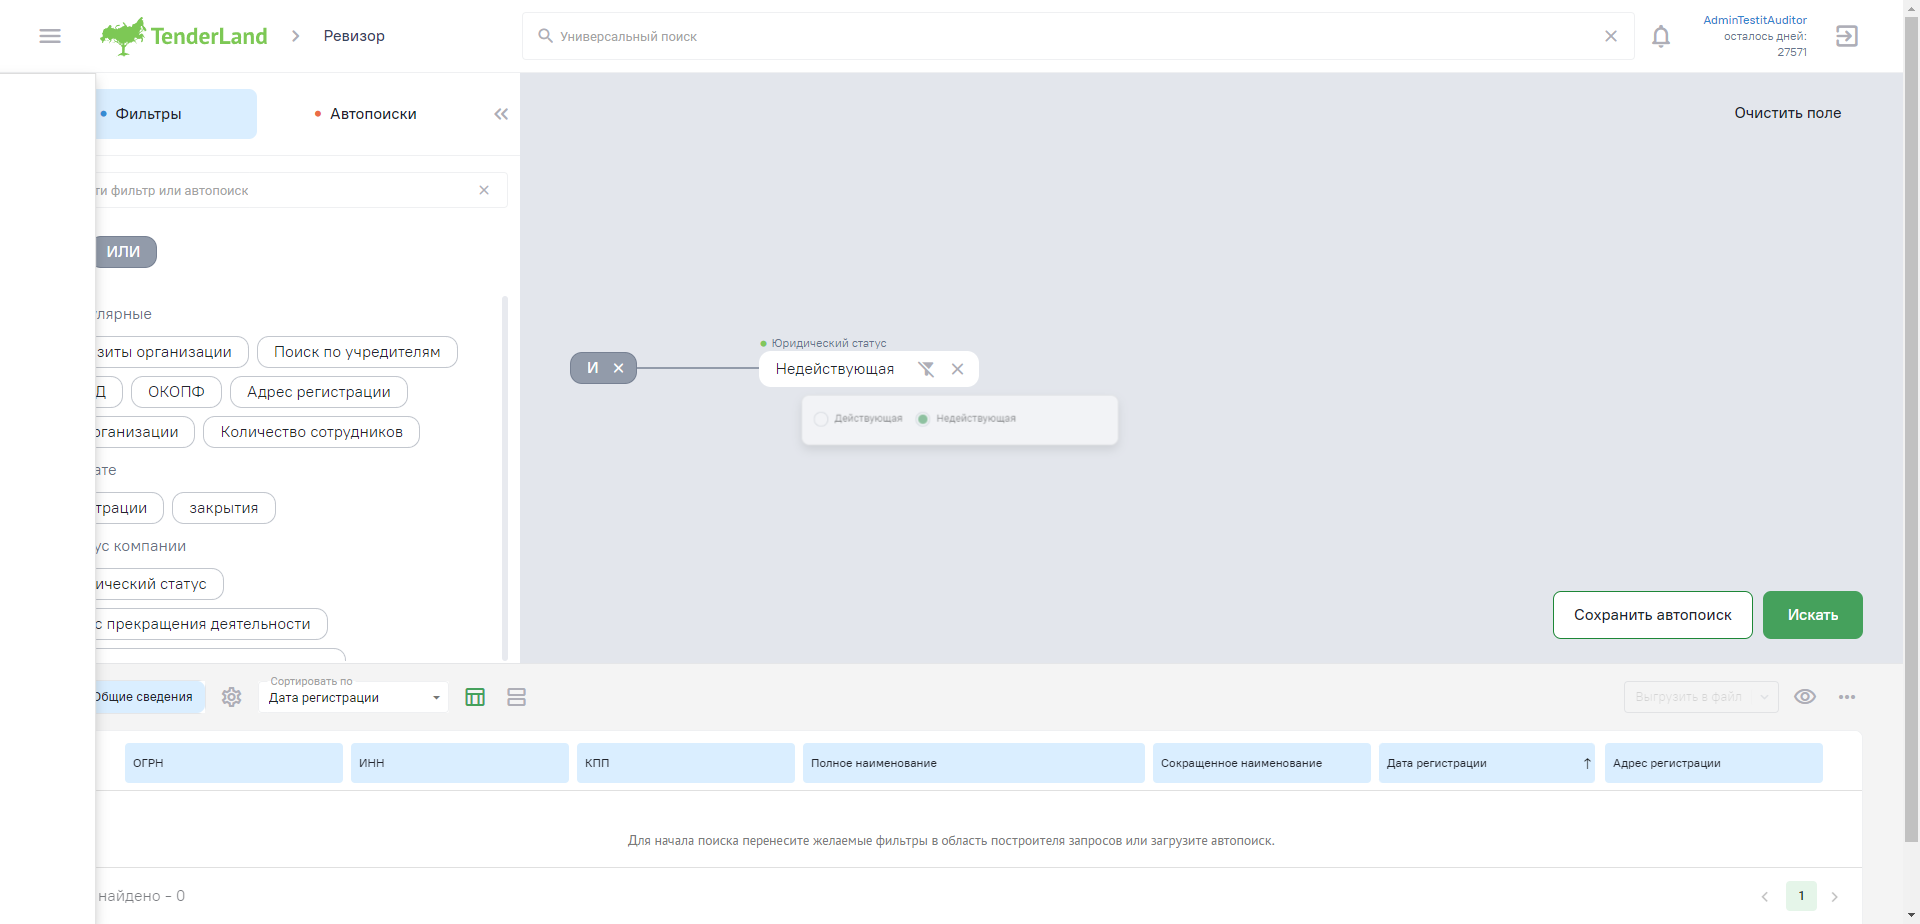 TenderLand
Ревизор
Универсальный поиск
AdminTestitAuditor
осталось дней:
27571
Фильтры
Автопоиски
Очистить поле
ти фильтр или автопоиск
ИЛИ
улярные
зиты организации
Поиск по учредителям
Д
ОКОПФ
Адрес регистрации
рганизации
Количество сотрудников
ате
трации
закрытия
ус компании
ический статус
с прекращения деятельности
Юридический статус
И
Недействующая
Действующая
Недействующая
Сохранить автопоиск
Искать
Общие сведения
Сортировать по
Дата регистрации
Выгрузить в файл
ОГРН
ИНН
КПП
Полное наименование
Сокращенное наименование
Дата регистрации
Адрес регистрации
Для начала поиска перенесите желаемые фильтры в область построителя запросов или загрузите автопоиск.
найдено - 0
1